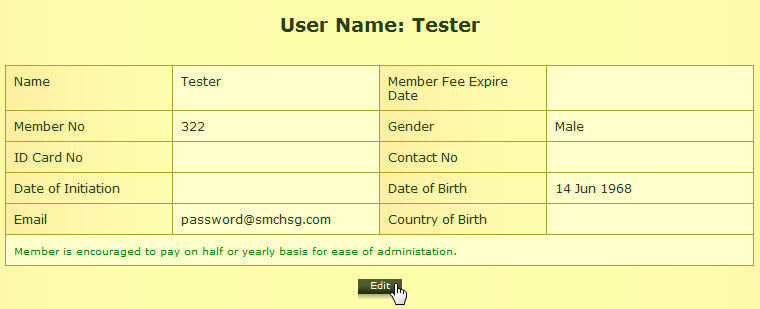 User Name: Tester
Name Tester Member Fee Expire
Date
Member No 322 Gender Male
ID Card No Contact No
Date of Initiation Date of Birth 14 Jun 1968
Email password@smchsg.com Country of Birth
Member is encouraged to pay on half or yearly basis for ease of administation.
Edit